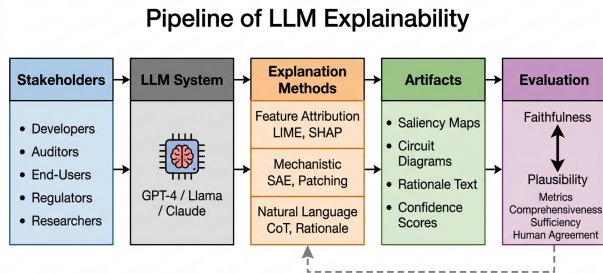 Pipeline of LLM Explainability
Stakeholders
• Developers
• Auditors
• End-Users
• Regulators
• Researchers
LLM System
GPT-4 / Llama
/ Claude
Explanation
Methods
Feature Attribution
LIME, SHAP
Mechanistic
SAE, Patching
Natural Language
CoT, Rationale
Artifacts
• Saliency Maps
• Circuit
Diagrams
• Rationale Text
• Confidence
Scores
Evaluation
Faithfulness
Plausibility
Metrics
Comprehensiveness
Sufficiency
Human Agreement